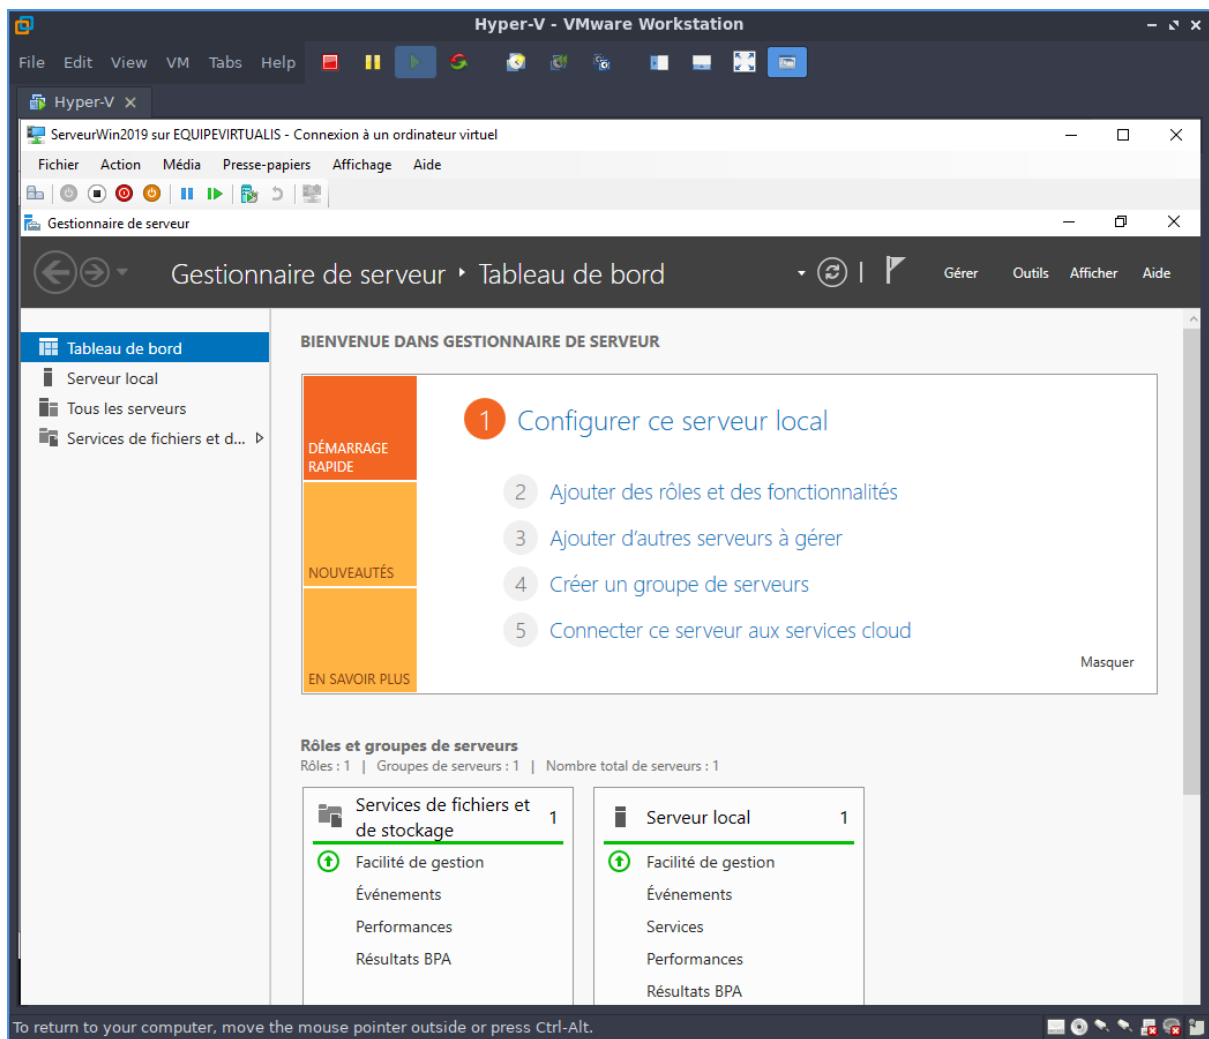 Hyper-V - VMware Workstation
File Edit View VM Tabs Help
Hyper-V
ServeurWin2019 sur EQUIPEVIRTUALIS - Connexion à un ordinateur virtuel
Fichier Action Média Presse-papiers Affichage Aide
Gestionnaire de serveur
Gestionnaire de serveur Tableau de bord
Gérer Outils Afficher Aide
Tableau de bord
Serveur local
Tous les serveurs
Services de fichiers et d...
BIENVENUE DANS GESTIONNAIRE DE SERVEUR
DÉMARRAGE
RAPIDE
NOUVEAUTÉS
EN SAVOIR PLUS
1 Configurer ce serveur local
2 Ajouter des rôles et des fonctionnalités
3 Ajouter d'autres serveurs à gérer
4 Créer un groupe de serveurs
5 Connecter ce serveur aux services cloud
Masquer
Rôles et groupes de serveurs
Rôles : 1 | Groupes de serveurs : 1 | Nombre total de serveurs : 1
Services de fichiers et
de stockage
1
Facilité de gestion
Événements
Performances
Résultats BPA
Serveur local 1
Facilité de gestion
Événements
Services
Performances
Résultats BPA
To return to your computer, move the mouse pointer outside or press Ctrl-Alt.